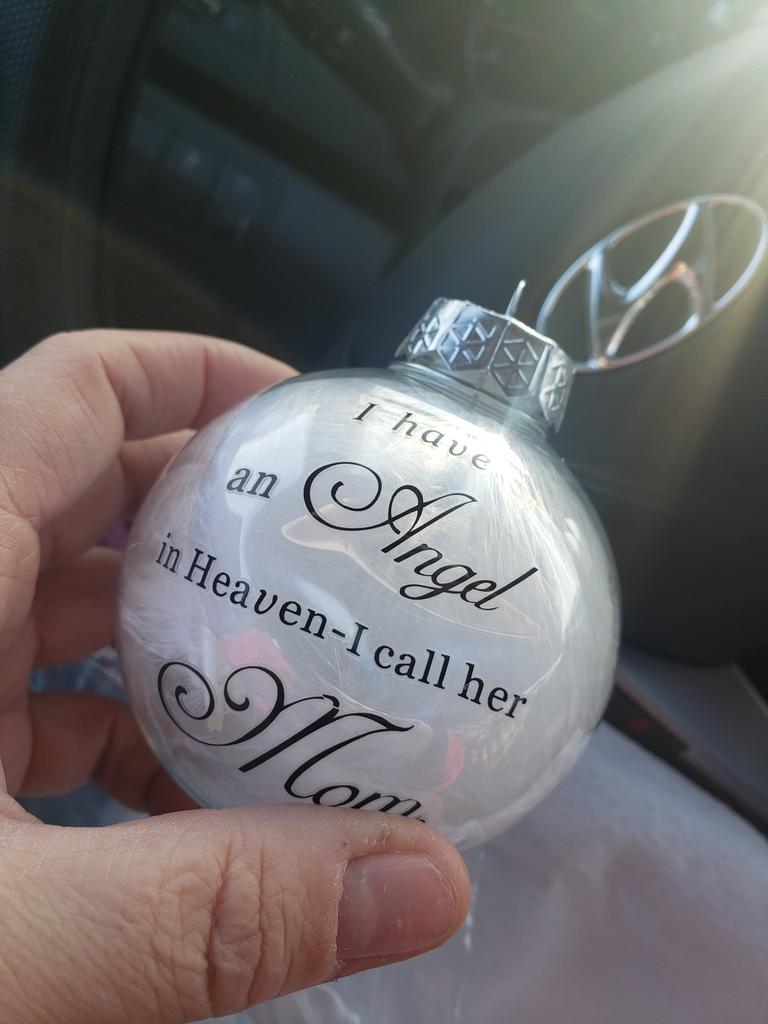 I have
an Angel
in Heaven-I call her
Mom